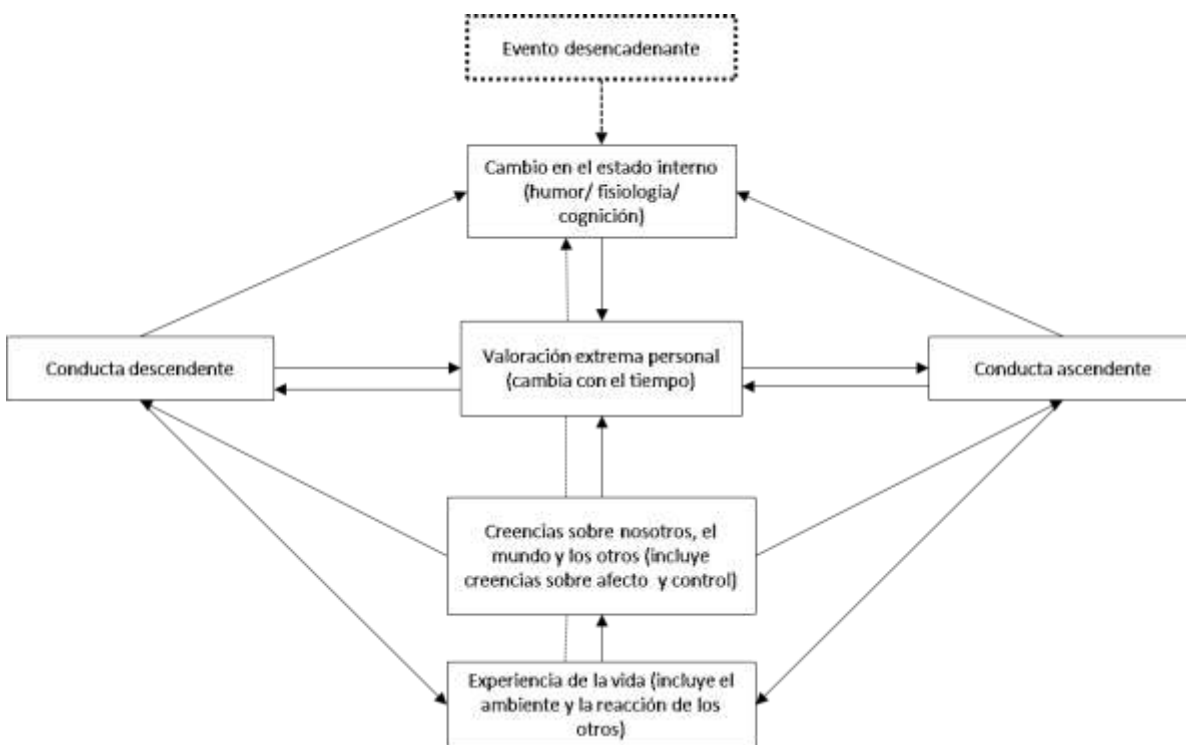 Evento desencadenante
Cambio en el estado interno
(humor/ fisiología/
cognición)
Conducta descendente
Valoración extrema personal
(cambia con el tiempo)
Conducta ascendente
Creencias sobre nosotros, el
mundo y los otros (incluye
creencias sobre afecto y control)
Experiencia de la vida (incluye el
ambiente y la reacción de los
otros)